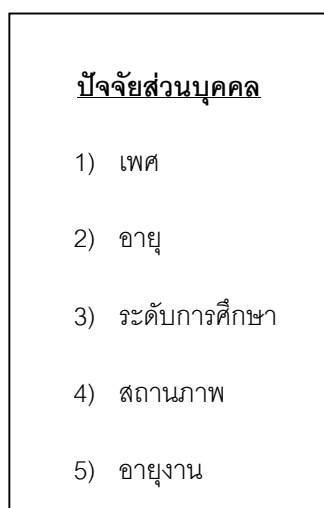 ปัจจัยส่วนบุคคล
1) เพศ
2) อายุ
3) ระดับการศึกษา
4) สถานภาพ
5) อายุงาน